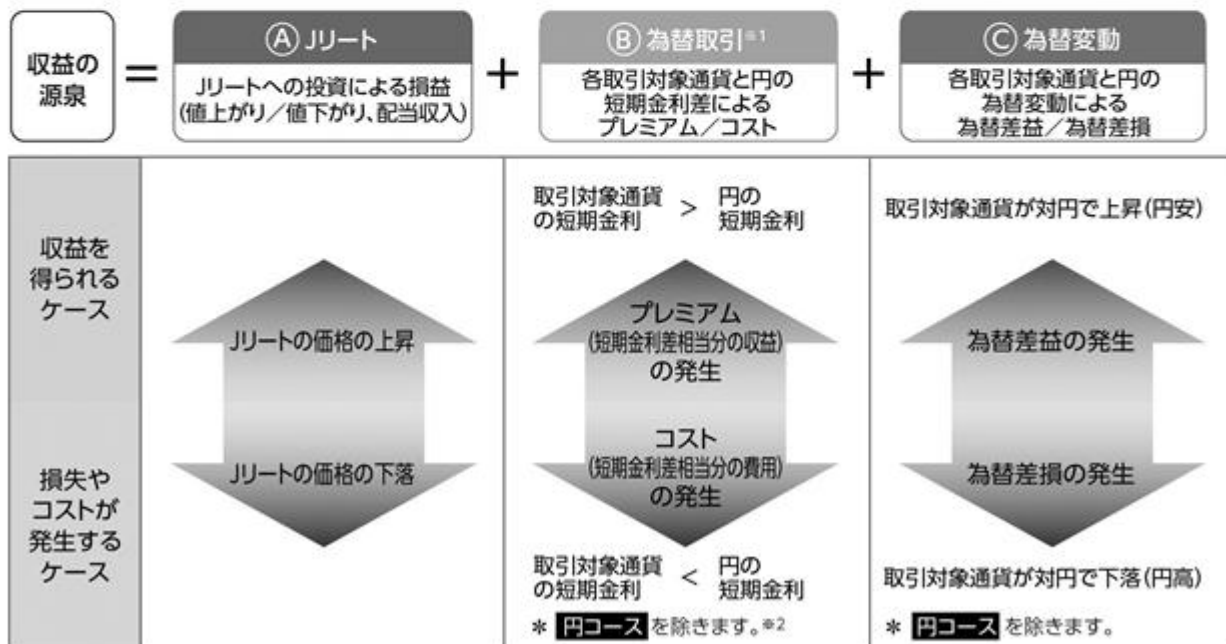 収益の
源泉
=
Ⓐ Jリート
Jリートへの投資による損益
(値上がり/値下がり、配当収入)
+
Ⓑ 為替取引※1
各取引対象通貨と円の
短期金利差による
プレミアム/コスト
+
Ⓒ 為替変動
各取引対象通貨と円の
為替変動による
為替差益/為替差損
収益を
得られる
ケース
Jリートの価格の上昇
取引対象通貨
の短期金利
>
円の
短期金利
プレミアム
(短期金利差相当分の収益)
の発生
取引対象通貨が対円で上昇(円安)
為替差益の発生
損失や
コストが
発生する
ケース
Jリートの価格の下落
コスト
(短期金利差相当分の費用)
の発生
取引対象通貨
の短期金利
<
円の
短期金利
* 円コース を除きます。※2
為替差損の発生
取引対象通貨が対円で下落(円高)
* 円コース を除きます。